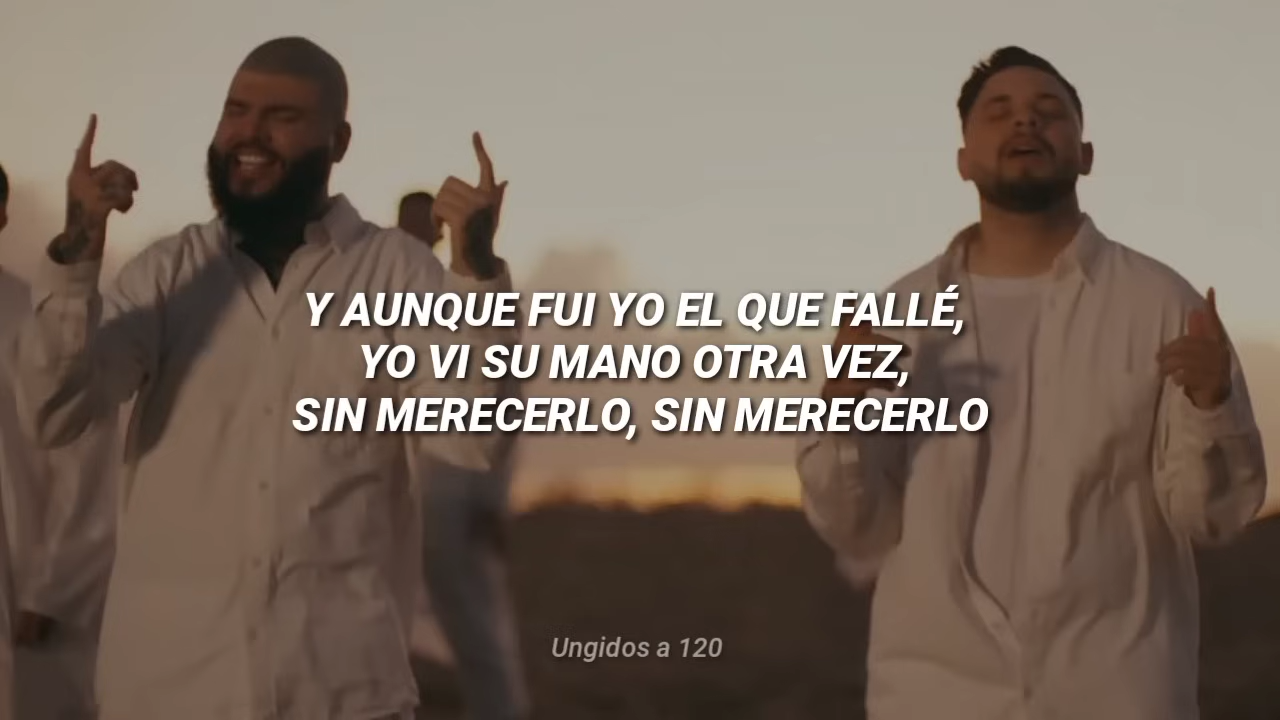 Y AUNQUE FUI YO EL QUE FALLÉ,
YO VI SU MANO OTRA VEZ,
SIN MERECERLO, SIN MERECERLO
Ungidos a 120